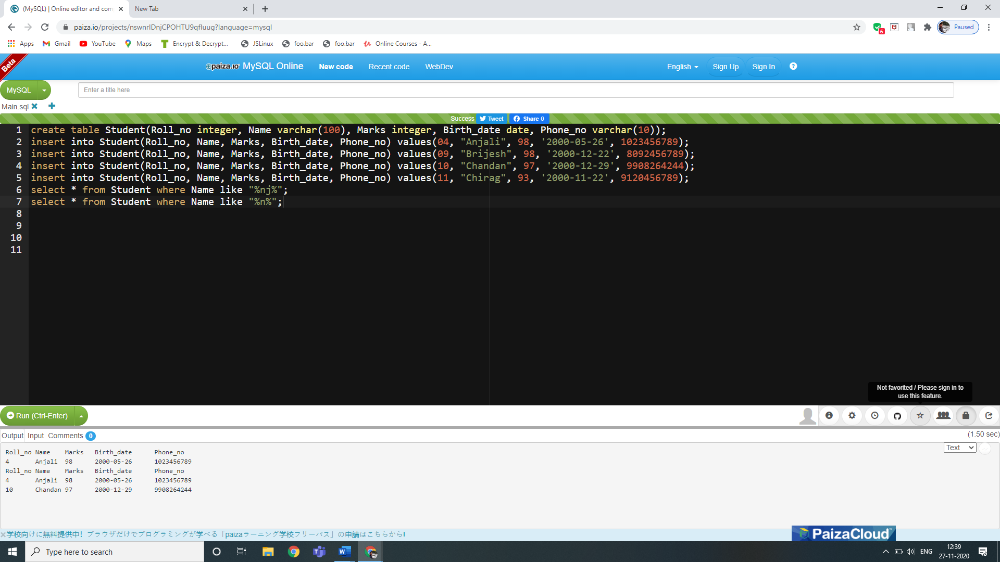 (MySQL) | Online editor and com
New Tab
paiza.io/projects/nswnrIDnjCPOHTU9qfluug?language=mysql
6
Paused
Apps
Gmail
YouTube
Maps
Encrypt & Decrypt...
JSLinux
foo.bar
foo.bar
Online Courses - A...
Beta
paiza.io MySQL Online
New code
Recent code
WebDev
English
Sign Up
Sign In
?
MySQL
Enter a title here
Main.sql
Success
Tweet
Share 0
1 create table Student(Roll_no integer, Name varchar(100), Marks integer, Birth_date date, Phone_no varchar(10));
2 insert into Student(Roll_no, Name, Marks, Birth_date, Phone_no) values(04, "Anjali", 98, '2000-05-26', 1023456789);
3 insert into Student(Roll_no, Name, Marks, Birth_date, Phone_no) values(09, "Brijesh", 98, '2000-12-22', 8092456789);
4 insert into Student(Roll_no, Name, Marks, Birth_date, Phone_no) values(10, "Chandan", 97, '2000-12-29', 9908264244);
5 insert into Student(Roll_no, Name, Marks, Birth_date, Phone_no) values(11, "Chirag", 93, '2000-11-22', 9120456789);
6 select * from Student where Name like "%nj%";
7 select * from Student where Name like "%n%";
8
9
10
11
Not favorited / Please sign in to
use this feature.
Run (Ctrl-Enter)
Output
Input
Comments 0
(1.50 sec)
Text
Roll_no Name Marks Birth_date Phone_no
4 Anjali 98 2000-05-26 1023456789
Roll_no Name Marks Birth_date Phone_no
4 Anjali 98 2000-05-26 1023456789
10 Chandan 97 2000-12-29 9908264244
学校向けに無料提供中！ブラウザだけでプログラミングが学べる「paizaラーニング学校フリーパス」の申請はこちらから!
PaizaCloud
Type here to search
ENG
12:39
27-11-2020